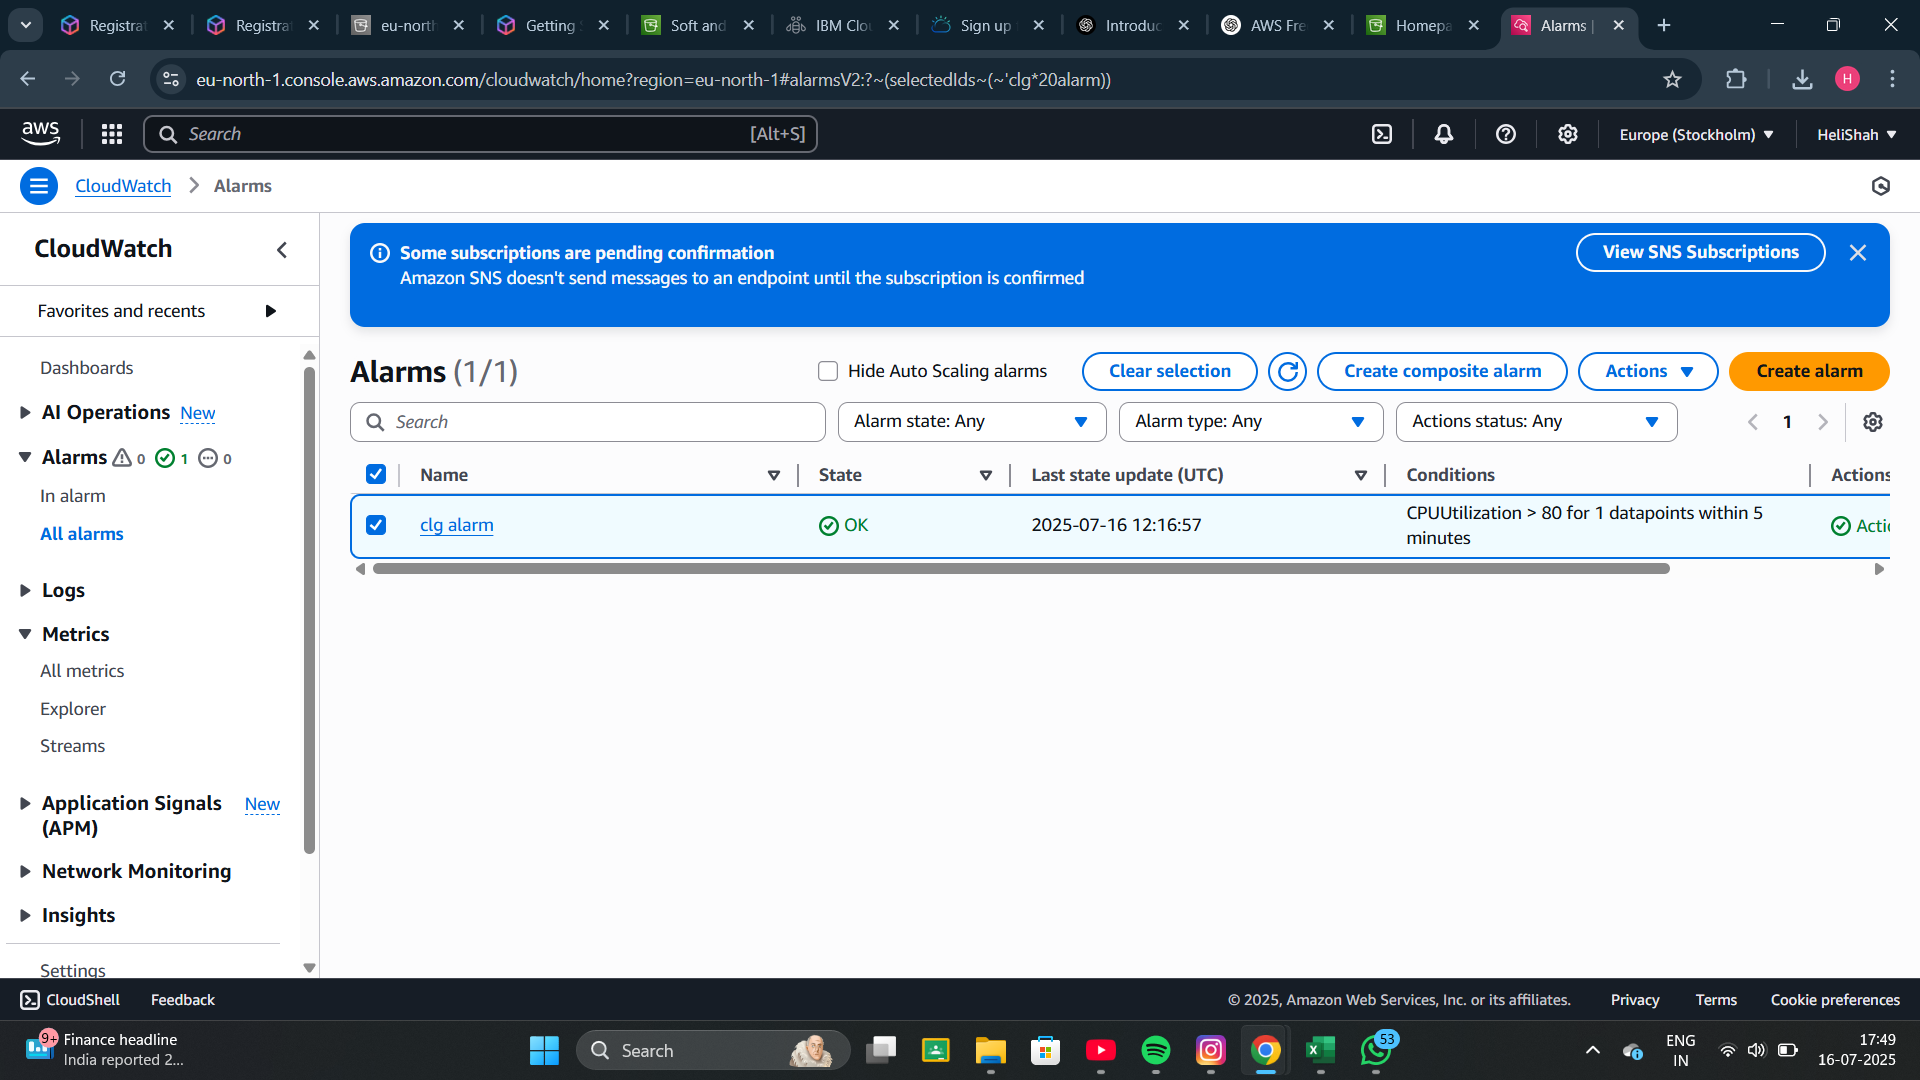 Registrat
Registrat
eu-north
Getting S
Soft and
IBM Clo
Sign up
Introduc
AWS Fre
Homepa
Alarms |
eu-north-1.console.aws.amazon.com/cloudwatch/home?region=eu-north-1#alarmsV2:?~(selectedIds~(~'clg*20alarm))
H
aws
Search
[Alt+S]
Europe (Stockholm)
HeliShah
CloudWatch
Alarms
CloudWatch
Favorites and recents
Dashboards
AI Operations New
Alarms 0 1 0
In alarm
All alarms
Logs
Metrics
All metrics
Explorer
Streams
Application Signals New
(APM)
Network Monitoring
Insights
Settings
Some subscriptions are pending confirmation
Amazon SNS doesn't send messages to an endpoint until the subscription is confirmed
View SNS Subscriptions
Alarms (1/1)
Hide Auto Scaling alarms
Clear selection
Create composite alarm
Actions
Create alarm
Search
Alarm state: Any
Alarm type: Any
Actions status: Any
1
Name
State
Last state update (UTC)
Conditions
Actions
clg alarm
OK
2025-07-16 12:16:57
CPUUtilization > 80 for 1 datapoints within 5
minutes
Actio
CloudShell
Feedback
© 2025, Amazon Web Services, Inc. or its affiliates.
Privacy
Terms
Cookie preferences
9+
Finance headline
India reported 2...
Search
53
ENG
IN
17:49
16-07-2025